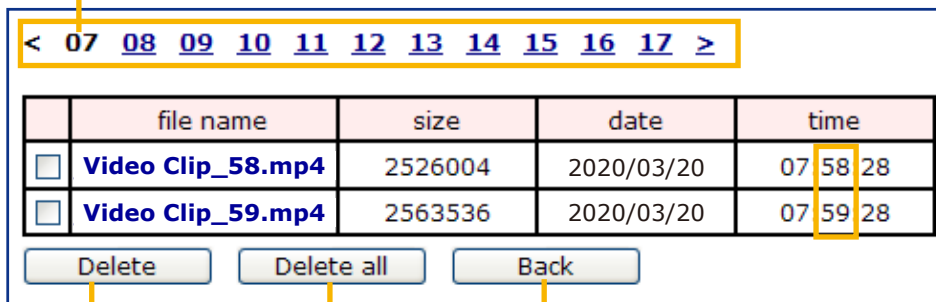 < 07 08 09 10 11 12 13 14 15 16 17 >
file name size date time
Video Clip_58.mp4 2526004 2020/03/20 07:58:28
Video Clip_59.mp4 2563536 2020/03/20 07:59:28
Delete Delete all Back